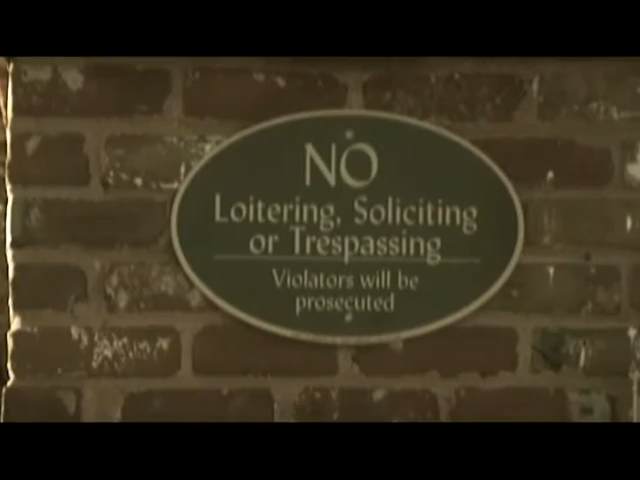 NO
Loitering, Soliciting
or Trespassing
Violators will be
prosecuted